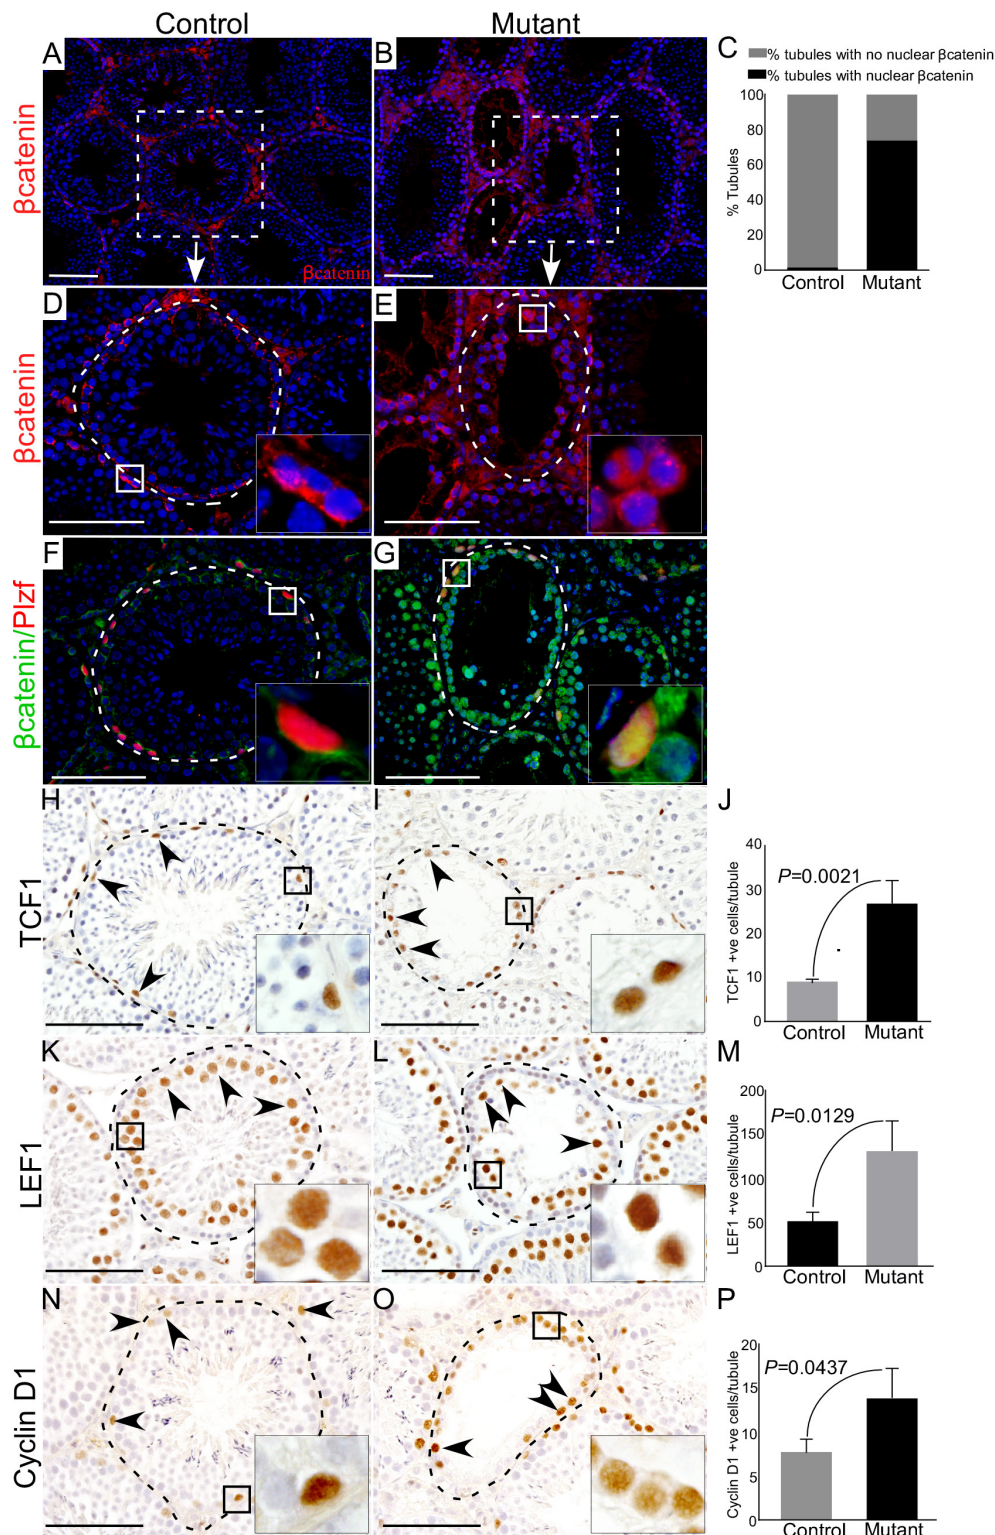 Control
Mutant
A
B
C
% tubules with no nuclear βcatenin
% tubules with nuclear βcatenin
βcatenin
βcatenin
% Tubules
100
80
60
40
20
0
Control
Mutant
D
E
βcatenin
F
G
βcatenin/Plzf
H
I
J
TCF1
P=0.0021
TCF1 +ve cells/tubule
40
30
20
10
0
Control
Mutant
K
L
M
LEF1
P=0.0129
LEF1 +ve cells/tubule
200
150
100
50
0
Control
Mutant
N
O
P
Cyclin D1
P=0.0437
Cyclin D1 +ve cells/tubule
20
15
10
5
0
Control
Mutant